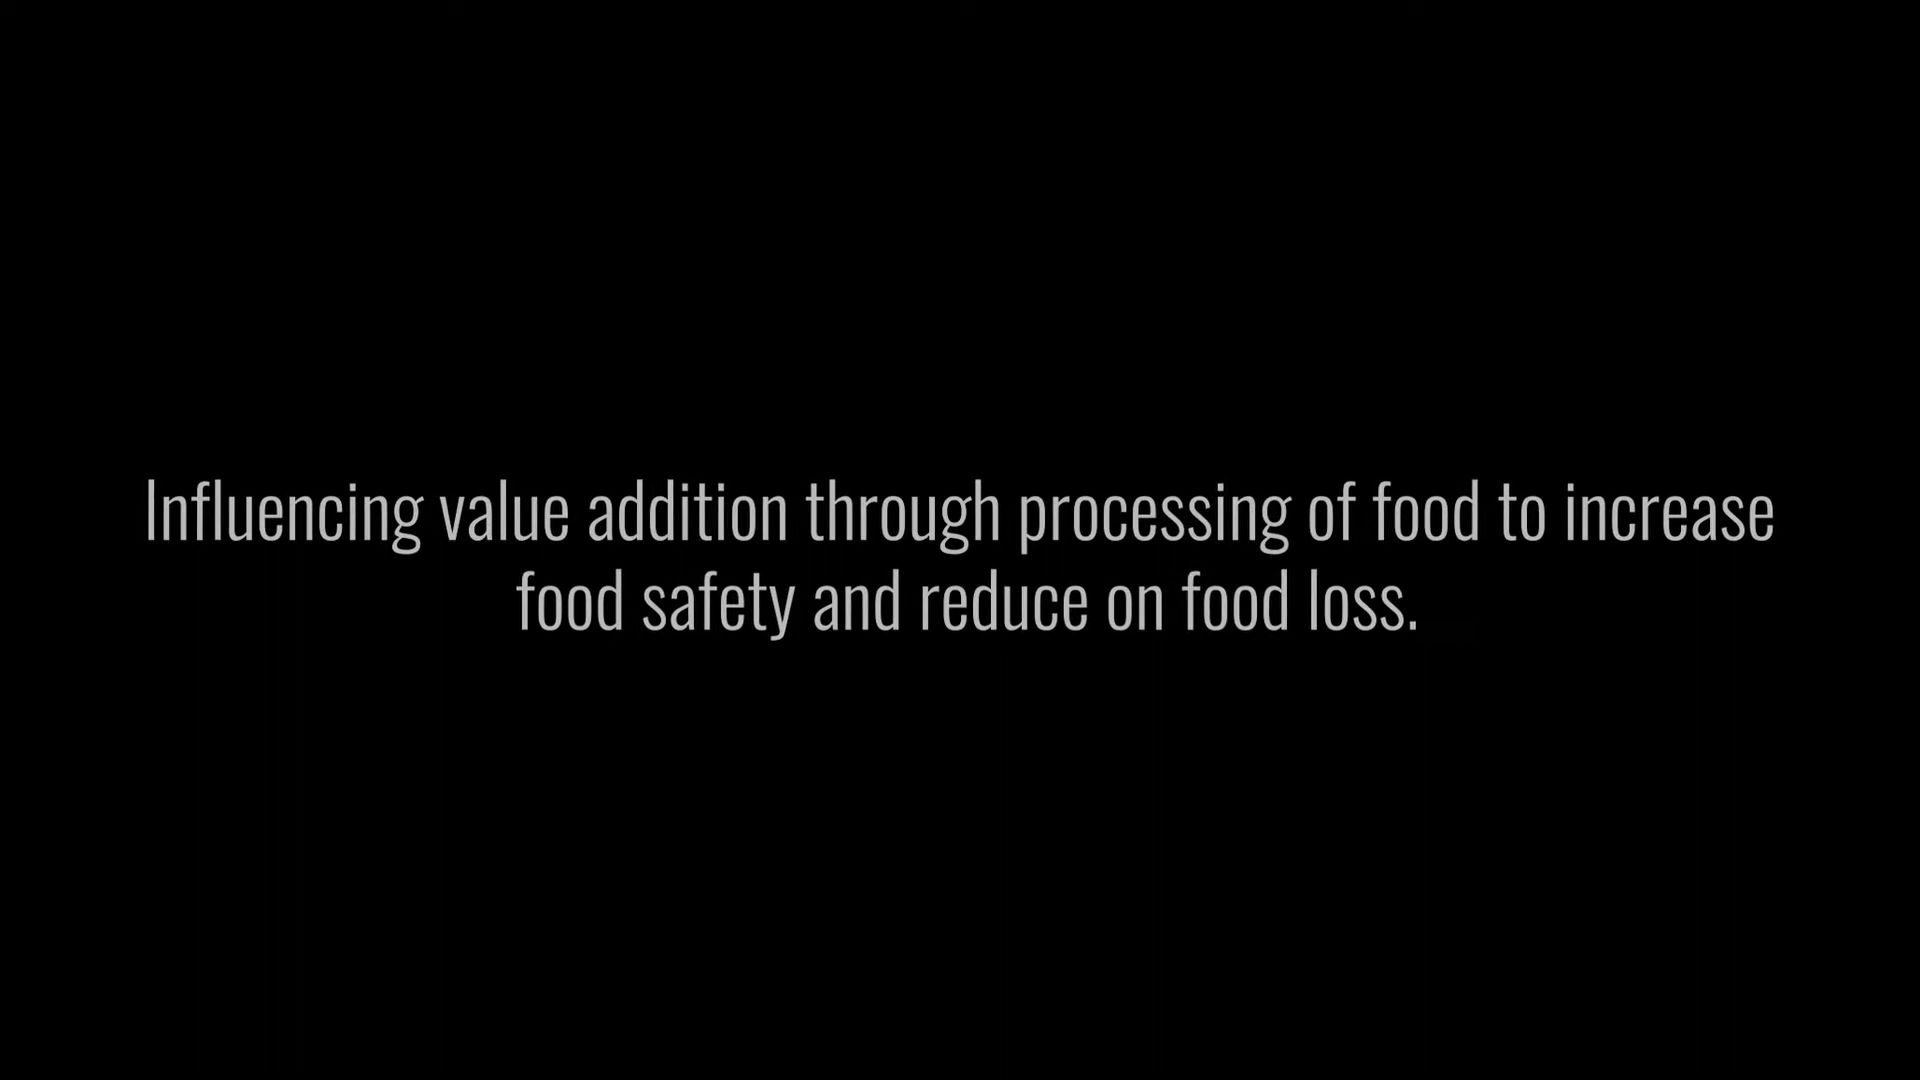 Influencing value addition through processing of food to increase
food safety and reduce on food loss.